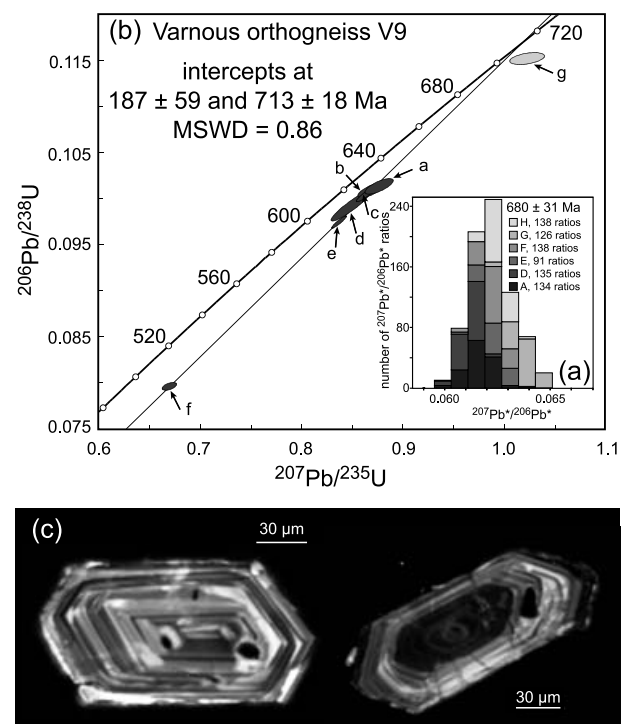 (b) Varnous orthogneiss V9
intercepts at
187 ± 59 and 713 ± 18 Ma
MSWD = 0.86
206Pb/238U
0.115
0.105
0.095
0.085
0.075
720
680
640
600
560
520
g
a
b
c
d
e
f
680 ± 31 Ma
H, 138 ratios
G, 126 ratios
F, 138 ratios
E, 91 ratios
D, 135 ratios
A, 134 ratios
number of 207Pb*/206Pb* ratios
240
160
80
0
0.060
0.065
(a)
207Pb*/206Pb*
0.6
0.7
0.8
0.9
1.0
1.1
207Pb/235U
(c)
30 µm
30 µm